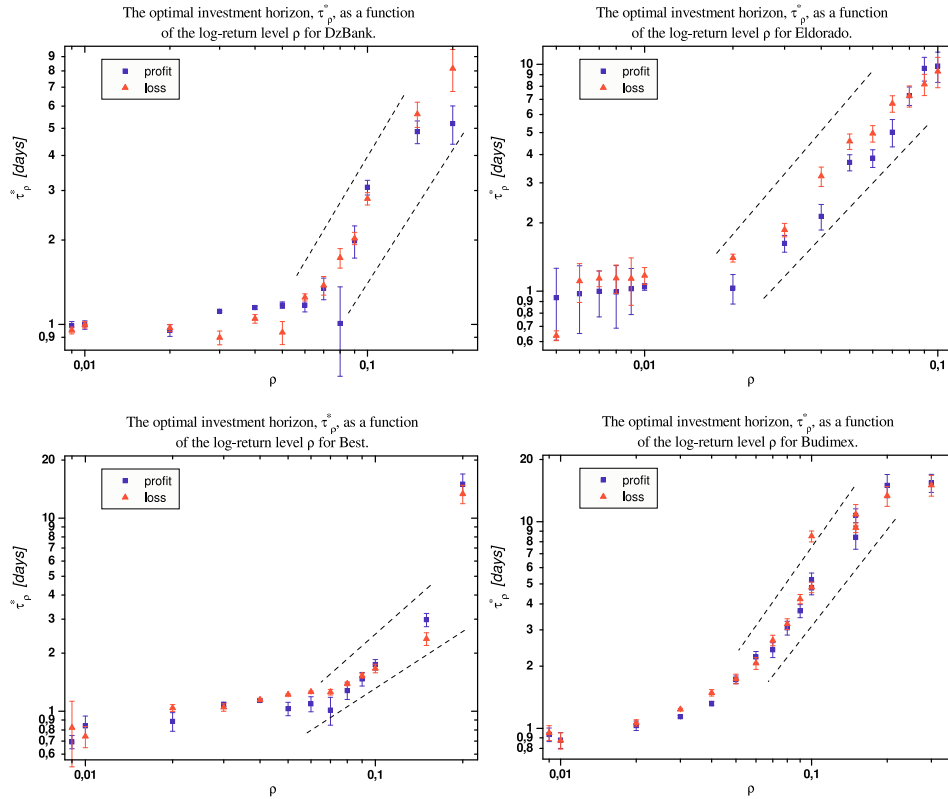 The optimal investment horizon, τ*ρ, as a function
of the log-return level ρ for DzBank.
profit
loss
9
8
7
6
5
4
3
2
1
0,9
τ*ρ [days]
0,01
0,1
ρ
The optimal investment horizon, τ*ρ, as a function
of the log-return level ρ for Eldorado.
profit
loss
10
9
8
7
6
5
4
3
2
1
0,9
0,8
0,7
0,6
τ*ρ [days]
0,01
0,1
ρ
The optimal investment horizon, τ*ρ, as a function
of the log-return level ρ for Best.
profit
loss
20
10
9
8
7
6
5
4
3
2
1
0,9
0,8
0,7
0,6
τ*ρ [days]
0,01
0,1
ρ
The optimal investment horizon, τ*ρ, as a function
of the log-return level ρ for Budimex.
profit
loss
20
10
9
8
7
6
5
4
3
2
1
0,9
0,8
τ*ρ [days]
0,01
0,1
ρ